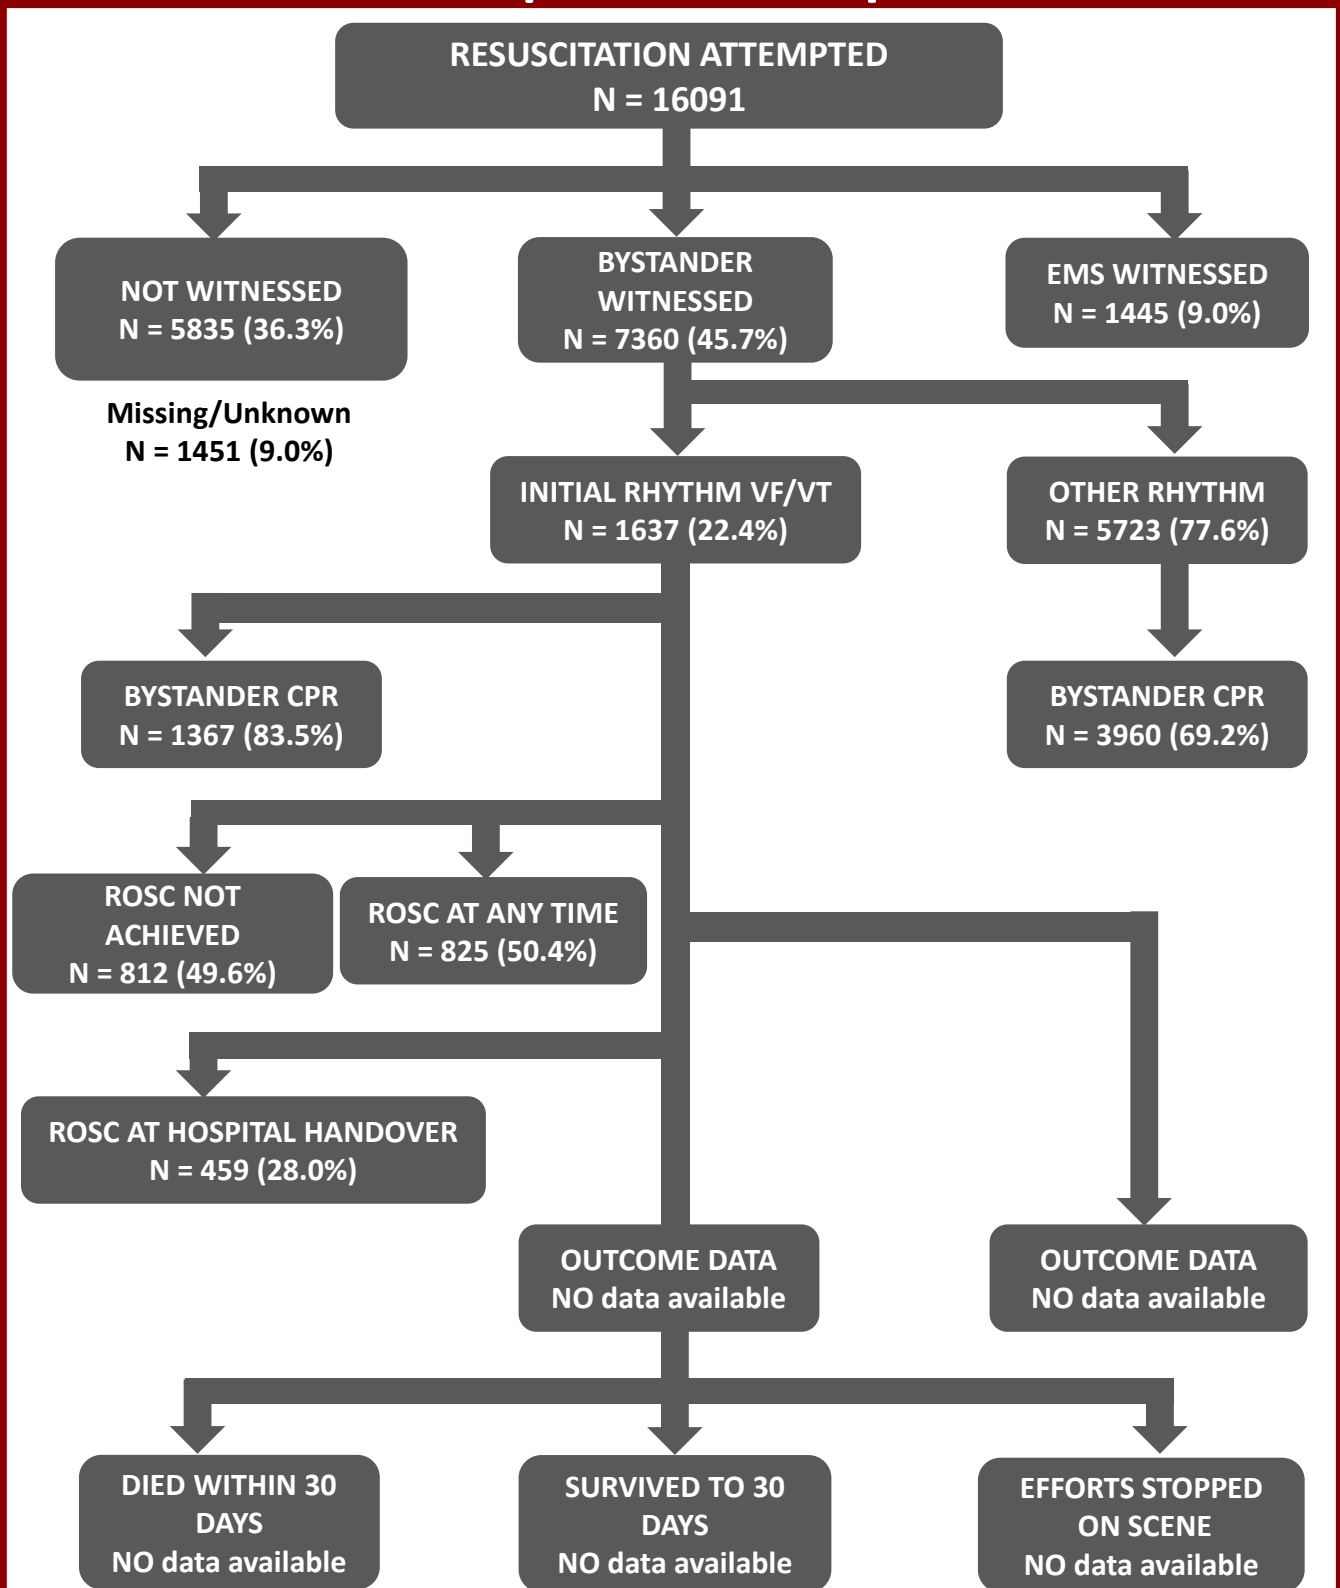 RESUSCITATION ATTEMPTED
N = 16091
NOT WITNESSED
N = 5835 (36.3%)
BYSTANDER
WITNESSED
N = 7360 (45.7%)
EMS WITNESSED
N = 1445 (9.0%)
Missing/Unknown
N = 1451 (9.0%)
INITIAL RHYTHM VF/VT
N = 1637 (22.4%)
OTHER RHYTHM
N = 5723 (77.6%)
BYSTANDER CPR
N = 1367 (83.5%)
BYSTANDER CPR
N = 3960 (69.2%)
ROSC NOT
ACHIEVED
N = 812 (49.6%)
ROSC AT ANY TIME
N = 825 (50.4%)
ROSC AT HOSPITAL HANDOVER
N = 459 (28.0%)
OUTCOME DATA
NO data available
OUTCOME DATA
NO data available
DIED WITHIN 30
DAYS
NO data available
SURVIVED TO 30
DAYS
NO data available
EFFORTS STOPPED
ON SCENE
NO data available